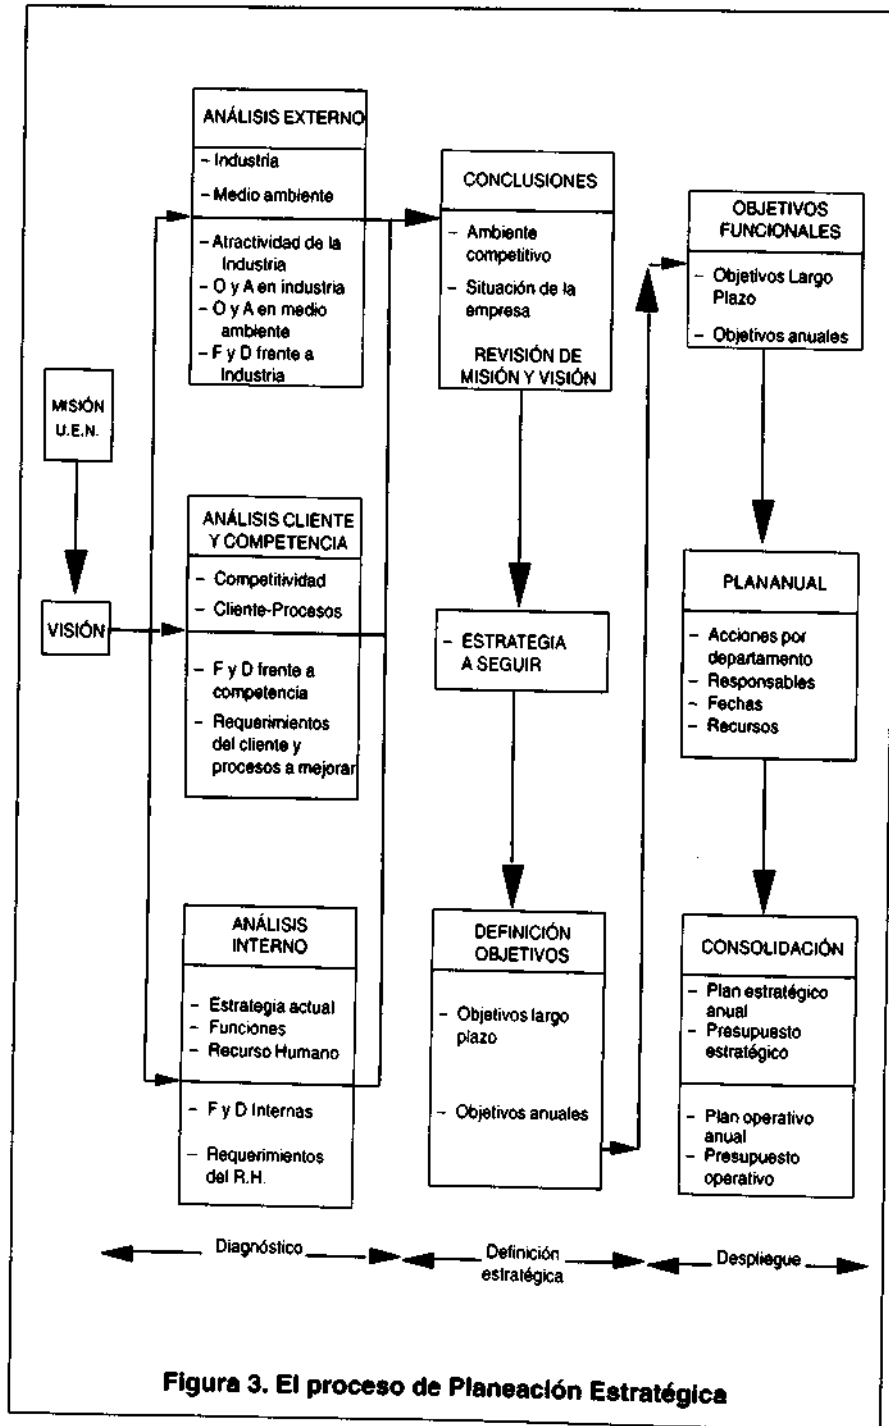 MISIÓN
U.E.N.
VISIÓN
ANÁLISIS EXTERNO
– Industria
– Medio ambiente
– Atractividad de la
Industria
– O y A en industria
– O y A en medio
ambiente
– F y D frente a
Industria
ANÁLISIS CLIENTE
Y COMPETENCIA
– Competitividad
– Cliente-Procesos
– F y D frente a
competencia
– Requerimientos
del cliente y
procesos a mejorar
ANÁLISIS
INTERNO
– Estrategia actual
– Funciones
– Recurso Humano
– F y D Internas
– Requerimientos
del R.H.
CONCLUSIONES
– Ambiente
competitivo
– Situación de la
empresa
REVISIÓN DE
MISIÓN Y VISIÓN
– ESTRATEGIA
A SEGUIR
DEFINICIÓN
OBJETIVOS
– Objetivos largo
plazo
– Objetivos anuales
OBJETIVOS
FUNCIONALES
– Objetivos Largo
Plazo
– Objetivos anuales
PLAN ANUAL
– Acciones por
departamento
– Responsables
– Fechas
– Recursos
CONSOLIDACIÓN
– Plan estratégico
anual
– Presupuesto
estratégico
– Plan operativo
anual
– Presupuesto
operativo
Diagnóstico
Definición
estratégica
Despliegue
Figura 3. El proceso de Planeación Estratégica